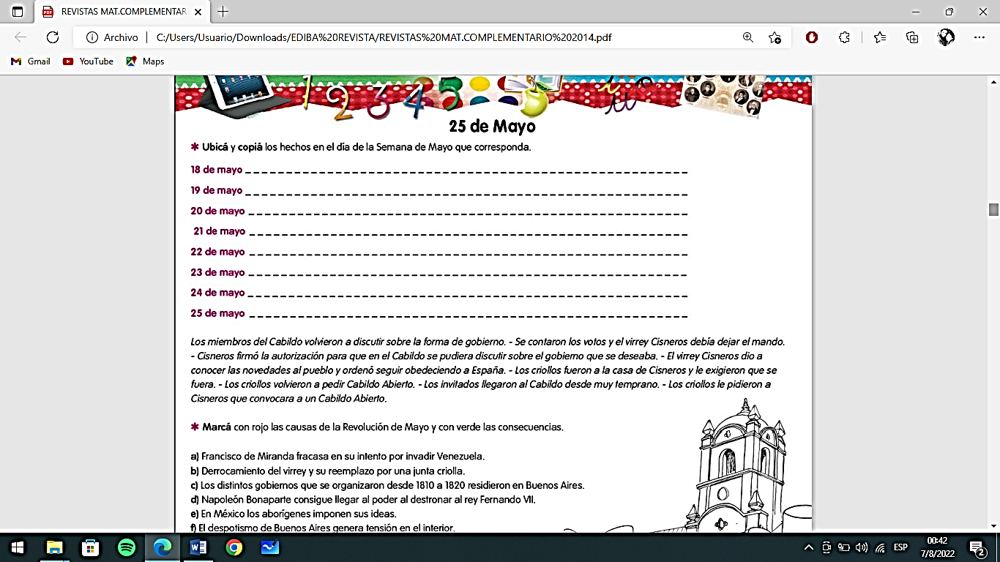 REVISTAS MAT.COMPLEMENTAR
Archivo
C:/Users/Usuario/Downloads/EDIBA%20REVISTA/REVISTAS%20MAT.COMPLEMENTARIO%202014.pdf
Gmail
YouTube
Maps
1 2 3 4 5
i u
25 de Mayo
* Ubicá y copiá los hechos en el día de la Semana de Mayo que corresponda.
18 de mayo
19 de mayo
20 de mayo
21 de mayo
22 de mayo
23 de mayo
24 de mayo
25 de mayo
Los miembros del Cabildo volvieron a discutir sobre la forma de gobierno. - Se contaron los votos y el virrey Cisneros debía dejar el mando.
- Cisneros firmó la autorización para que en el Cabildo se pudiera discutir sobre el gobierno que se deseaba. - El virrey Cisneros dio a
conocer las novedades al pueblo y ordenó seguir obedeciendo a España. - Los criollos fueron a la casa de Cisneros y le exigieron que se
fuera. - Los criollos volvieron a pedir Cabildo Abierto. - Los invitados llegaron al Cabildo desde muy temprano. - Los criollos le pidieron a
Cisneros que convocara a un Cabildo Abierto.
* Marcá con rojo las causas de la Revolución de Mayo y con verde las consecuencias.
a) Francisco de Miranda fracasa en su intento por invadir Venezuela.
b) Derrocamiento del virrey y su reemplazo por una junta criolla.
c) Los distintos gobiernos que se organizaron desde 1810 a 1820 residieron en Buenos Aires.
d) Napoleón Bonaparte consigue llegar al poder al destronar al rey Fernando VII.
e) En México los aborígenes imponen sus ideas.
f) El despotismo de Buenos Aires genera tensión en el interior.
ESP
00:42
7/8/2022
2